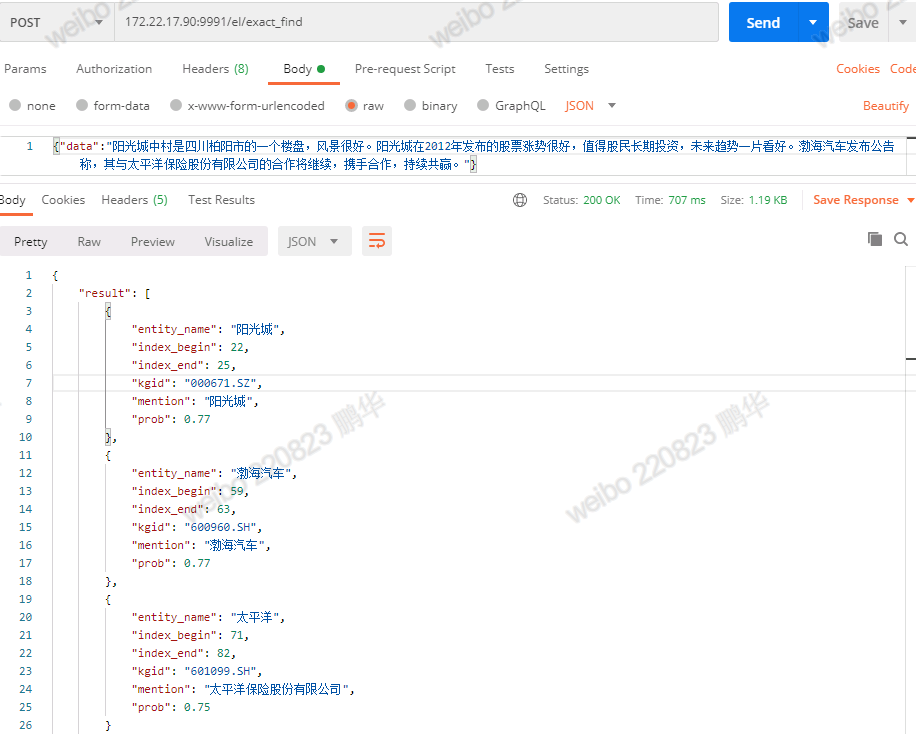 POST
172.22.17.90:9991/el/exact_find
Send
Save
Params
Authorization
Headers (8)
Body
Pre-request Script
Tests
Settings
Cookies
Code
none
form-data
x-www-form-urlencoded
raw
binary
GraphQL
JSON
Beautify
1
{"data":"阳光城中村是四川柏阳市的一个楼盘，风景很好。阳光城在2012年发布的股票涨势很好，值得股民长期投资，未来趋势一片看好。渤海汽车发布公告
称，其与太平洋保险股份有限公司的合作将继续，携手合作，持续共赢。"}
Body
Cookies
Headers (5)
Test Results
Status: 200 OK
Time: 707 ms
Size: 1.19 KB
Save Response
Pretty
Raw
Preview
Visualize
JSON
1 {
2 "result": [
3 {
4 "entity_name": "阳光城",
5 "index_begin": 22,
6 "index_end": 25,
7 "kgid": "000671.SZ",
8 "mention": "阳光城",
9 "prob": 0.77
10 },
11 {
12 "entity_name": "渤海汽车",
13 "index_begin": 59,
14 "index_end": 63,
15 "kgid": "600960.SH",
16 "mention": "渤海汽车",
17 "prob": 0.77
18 },
19 {
20 "entity_name": "太平洋",
21 "index_begin": 71,
22 "index_end": 82,
23 "kgid": "601099.SH",
24 "mention": "太平洋保险股份有限公司",
25 "prob": 0.75
26 }
weibo 220823 鹏华
weibo 220823 鹏华